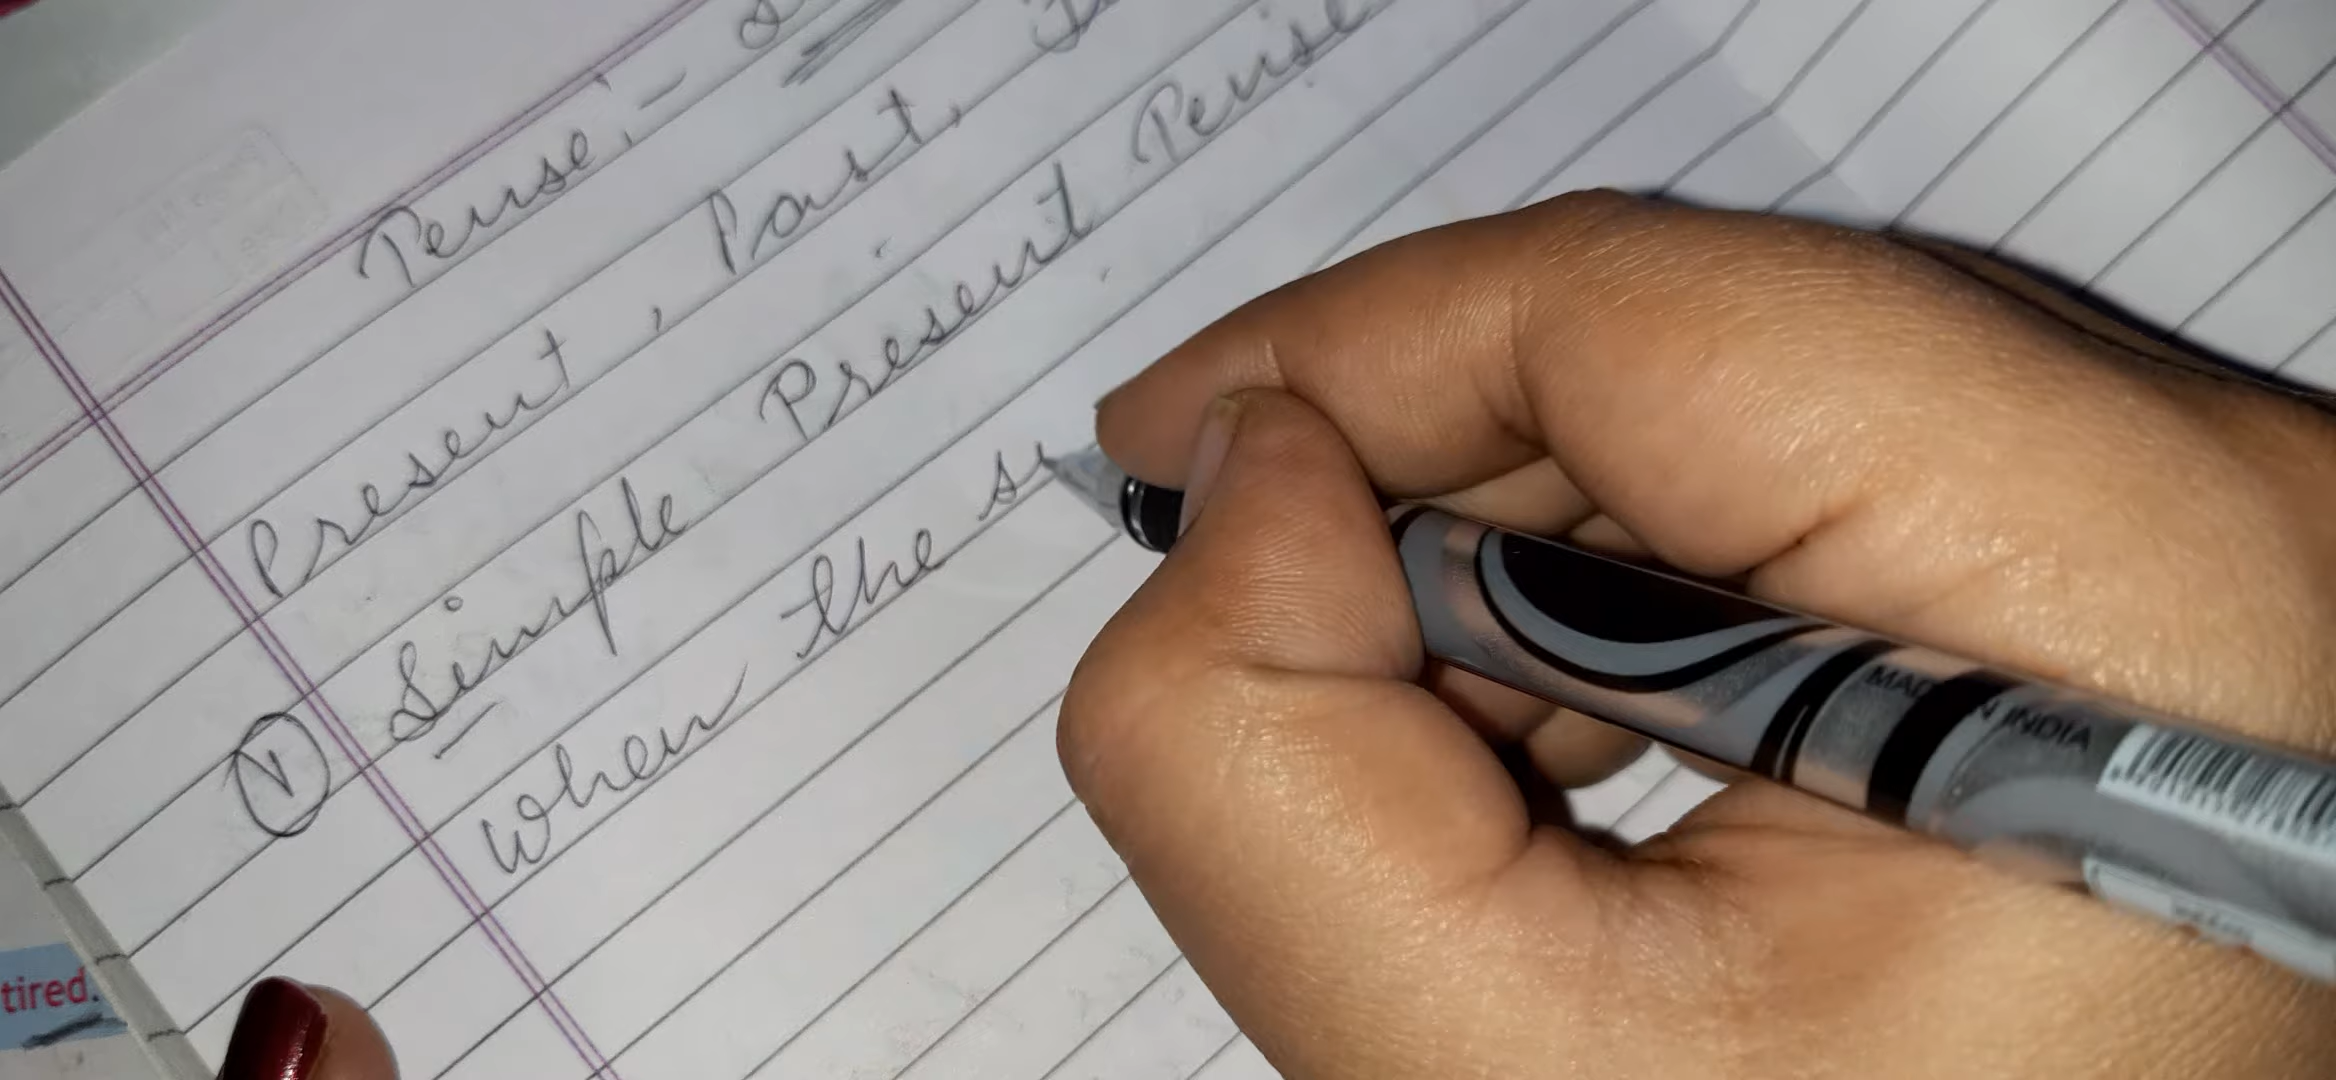 Tense:-
Present, Past,
① Simple Present Tense
When the
MADE IN INDIA
tired.